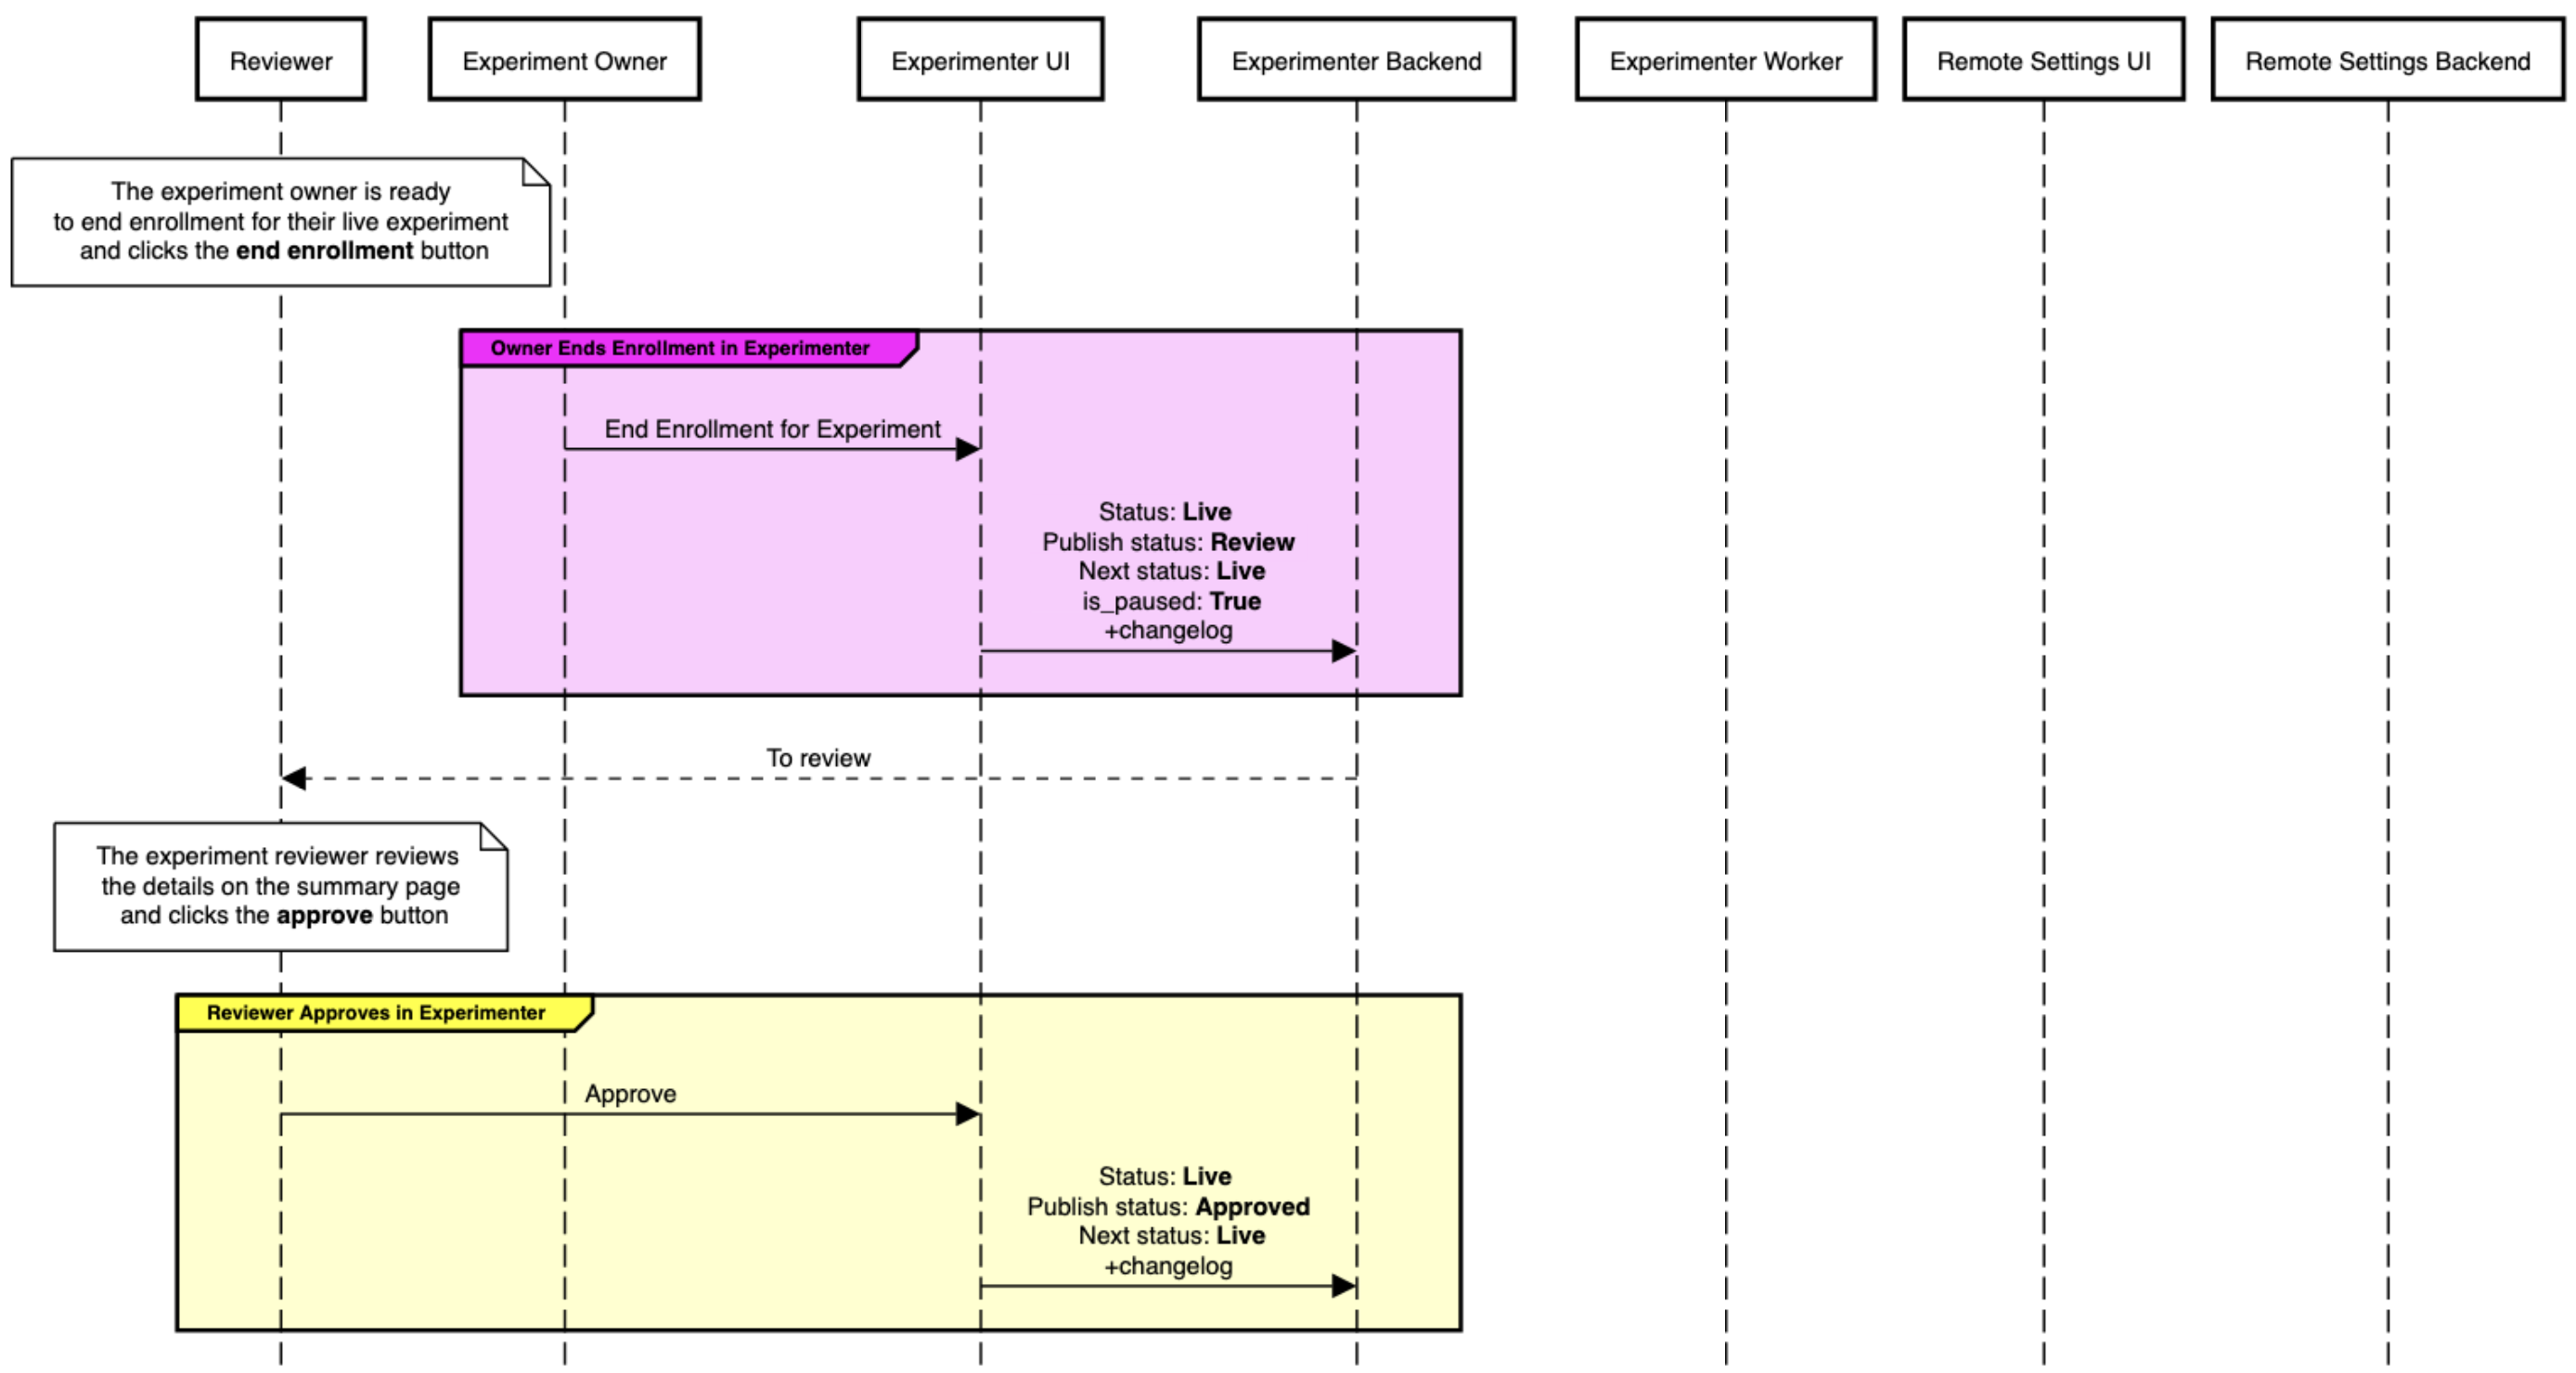 Reviewer
Experiment Owner
Experimenter UI
Experimenter Backend
Experimenter Worker
Remote Settings UI
Remote Settings Backend
The experiment owner is ready
to end enrollment for their live experiment
and clicks the end enrollment button
Owner Ends Enrollment in Experimenter
End Enrollment for Experiment
Status: Live
Publish status: Review
Next status: Live
is_paused: True
+changelog
To review
The experiment reviewer reviews
the details on the summary page
and clicks the approve button
Reviewer Approves in Experimenter
Approve
Status: Live
Publish status: Approved
Next status: Live
+changelog